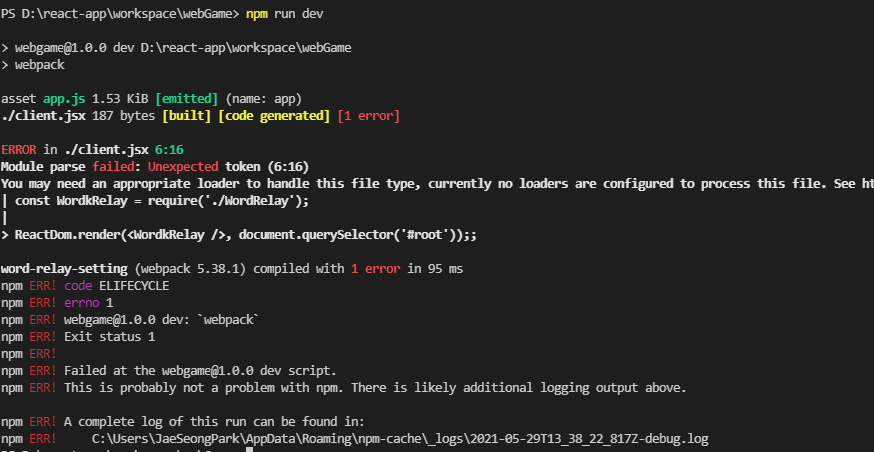 PS D:\react-app\workspace\webGame> npm run dev
> webgame@1.0.0 dev D:\react-app\workspace\webGame
> webpack
asset app.js 1.53 KiB [emitted] (name: app)
./client.jsx 187 bytes [built] [code generated] [1 error]
ERROR in ./client.jsx 6:16
Module parse failed: Unexpected token (6:16)
You may need an appropriate loader to handle this file type, currently no loaders are configured to process this file. See ht
| const WordkRelay = require('./WordRelay');
|
> ReactDom.render(<WordkRelay />, document.querySelector('#root'));;
word-relay-setting (webpack 5.38.1) compiled with 1 error in 95 ms
npm ERR! code ELIFECYCLE
npm ERR! errno 1
npm ERR! webgame@1.0.0 dev: `webpack`
npm ERR! Exit status 1
npm ERR!
npm ERR! Failed at the webgame@1.0.0 dev script.
npm ERR! This is probably not a problem with npm. There is likely additional logging output above.
npm ERR! A complete log of this run can be found in:
npm ERR!     C:\Users\JaeSeongPark\AppData\Roaming\npm-cache\_logs\2021-05-29T13_38_22_817Z-debug.log